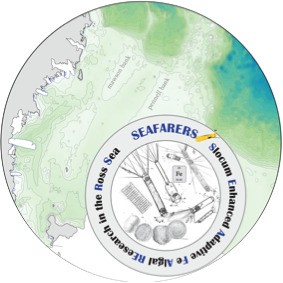 mawson bank
pennell bank
SEAFARERS
Slocum Enhanced Adaptive Fe Algal REsearch in the Ross Sea
Fe